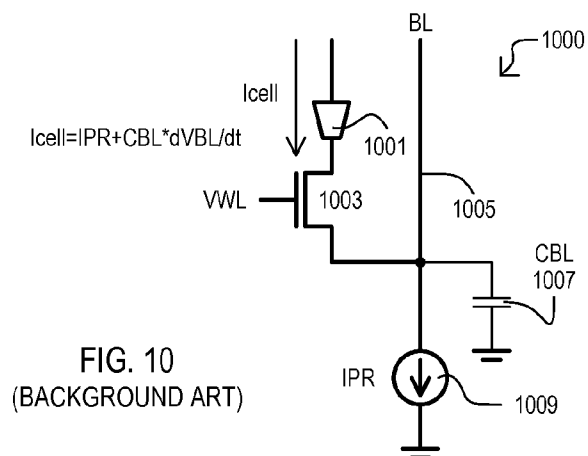 BL
1000
Icell
Icell=IPR+CBL*dVBL/dt
1001
VWL
1003
1005
CBL
1007
FIG. 10
(BACKGROUND ART)
IPR
1009